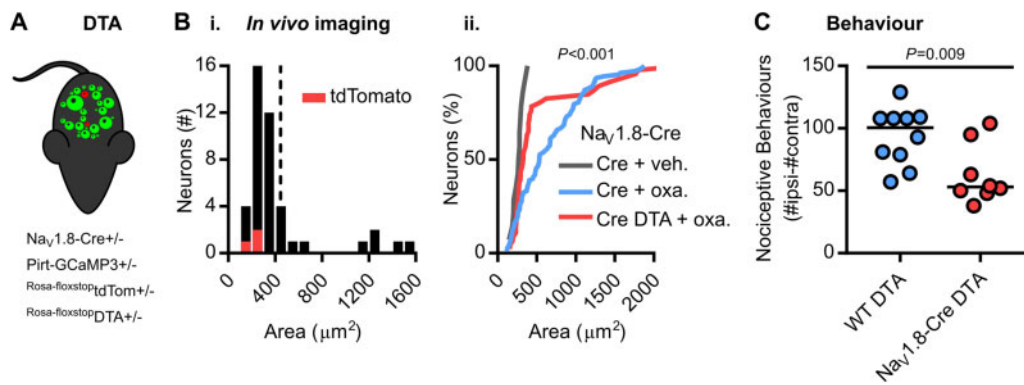 A DTA
Na_V1.8-Cre+/-
Pirt-GCaMP3+/-
Rosa-floxstoptdTom+/-
Rosa-floxstopDTA+/-
B i. In vivo imaging
Neurons (#)
16
12
8
4
0
tdTomato
0
400
800
1200
1600
Area (μm²)
ii.
P<0.001
Neurons (%)
100
50
0
Na_V1.8-Cre
Cre + veh.
Cre + oxa.
Cre DTA + oxa.
0
500
1000
1500
2000
Area (μm²)
C Behaviour
P=0.009
Nociceptive Behaviours
(#ipsi-#contra)
150
100
50
0
WT DTA
Na_V1.8-Cre DTA